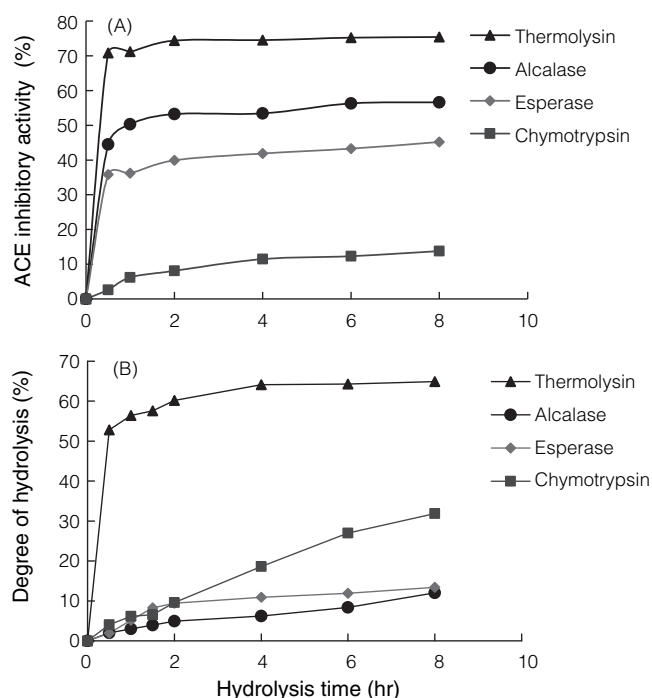 (A)
ACE inhibitory activity (%)
80
70
60
50
40
30
20
10
0
0 2 4 6 8 10
Thermolysin
Alcalase
Esperase
Chymotrypsin
(B)
Degree of hydrolysis (%)
70
60
50
40
30
20
10
0
0 2 4 6 8 10
Hydrolysis time (hr)
Thermolysin
Alcalase
Esperase
Chymotrypsin